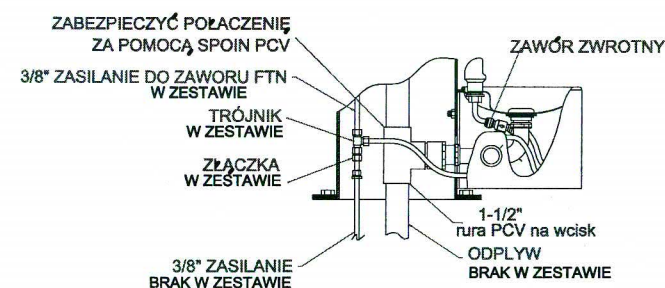 ZABEZPIECZYĆ POŁACZENIĘ
ZA POMOCĄ SPOIN PCV
3/8" ZASILANIE DO ZAWORU FTN
W ZESTAWIE
TRÓJNIK
W ZESTAWIE
ZŁĄCZKA
W ZESTAWIE
3/8" ZASILANIE
BRAK W ZESTAWIE
ZAWÓR ZWROTNY
1-1/2"
rura PCV na wcisk
ODPLYW
BRAK W ZESTAWIE